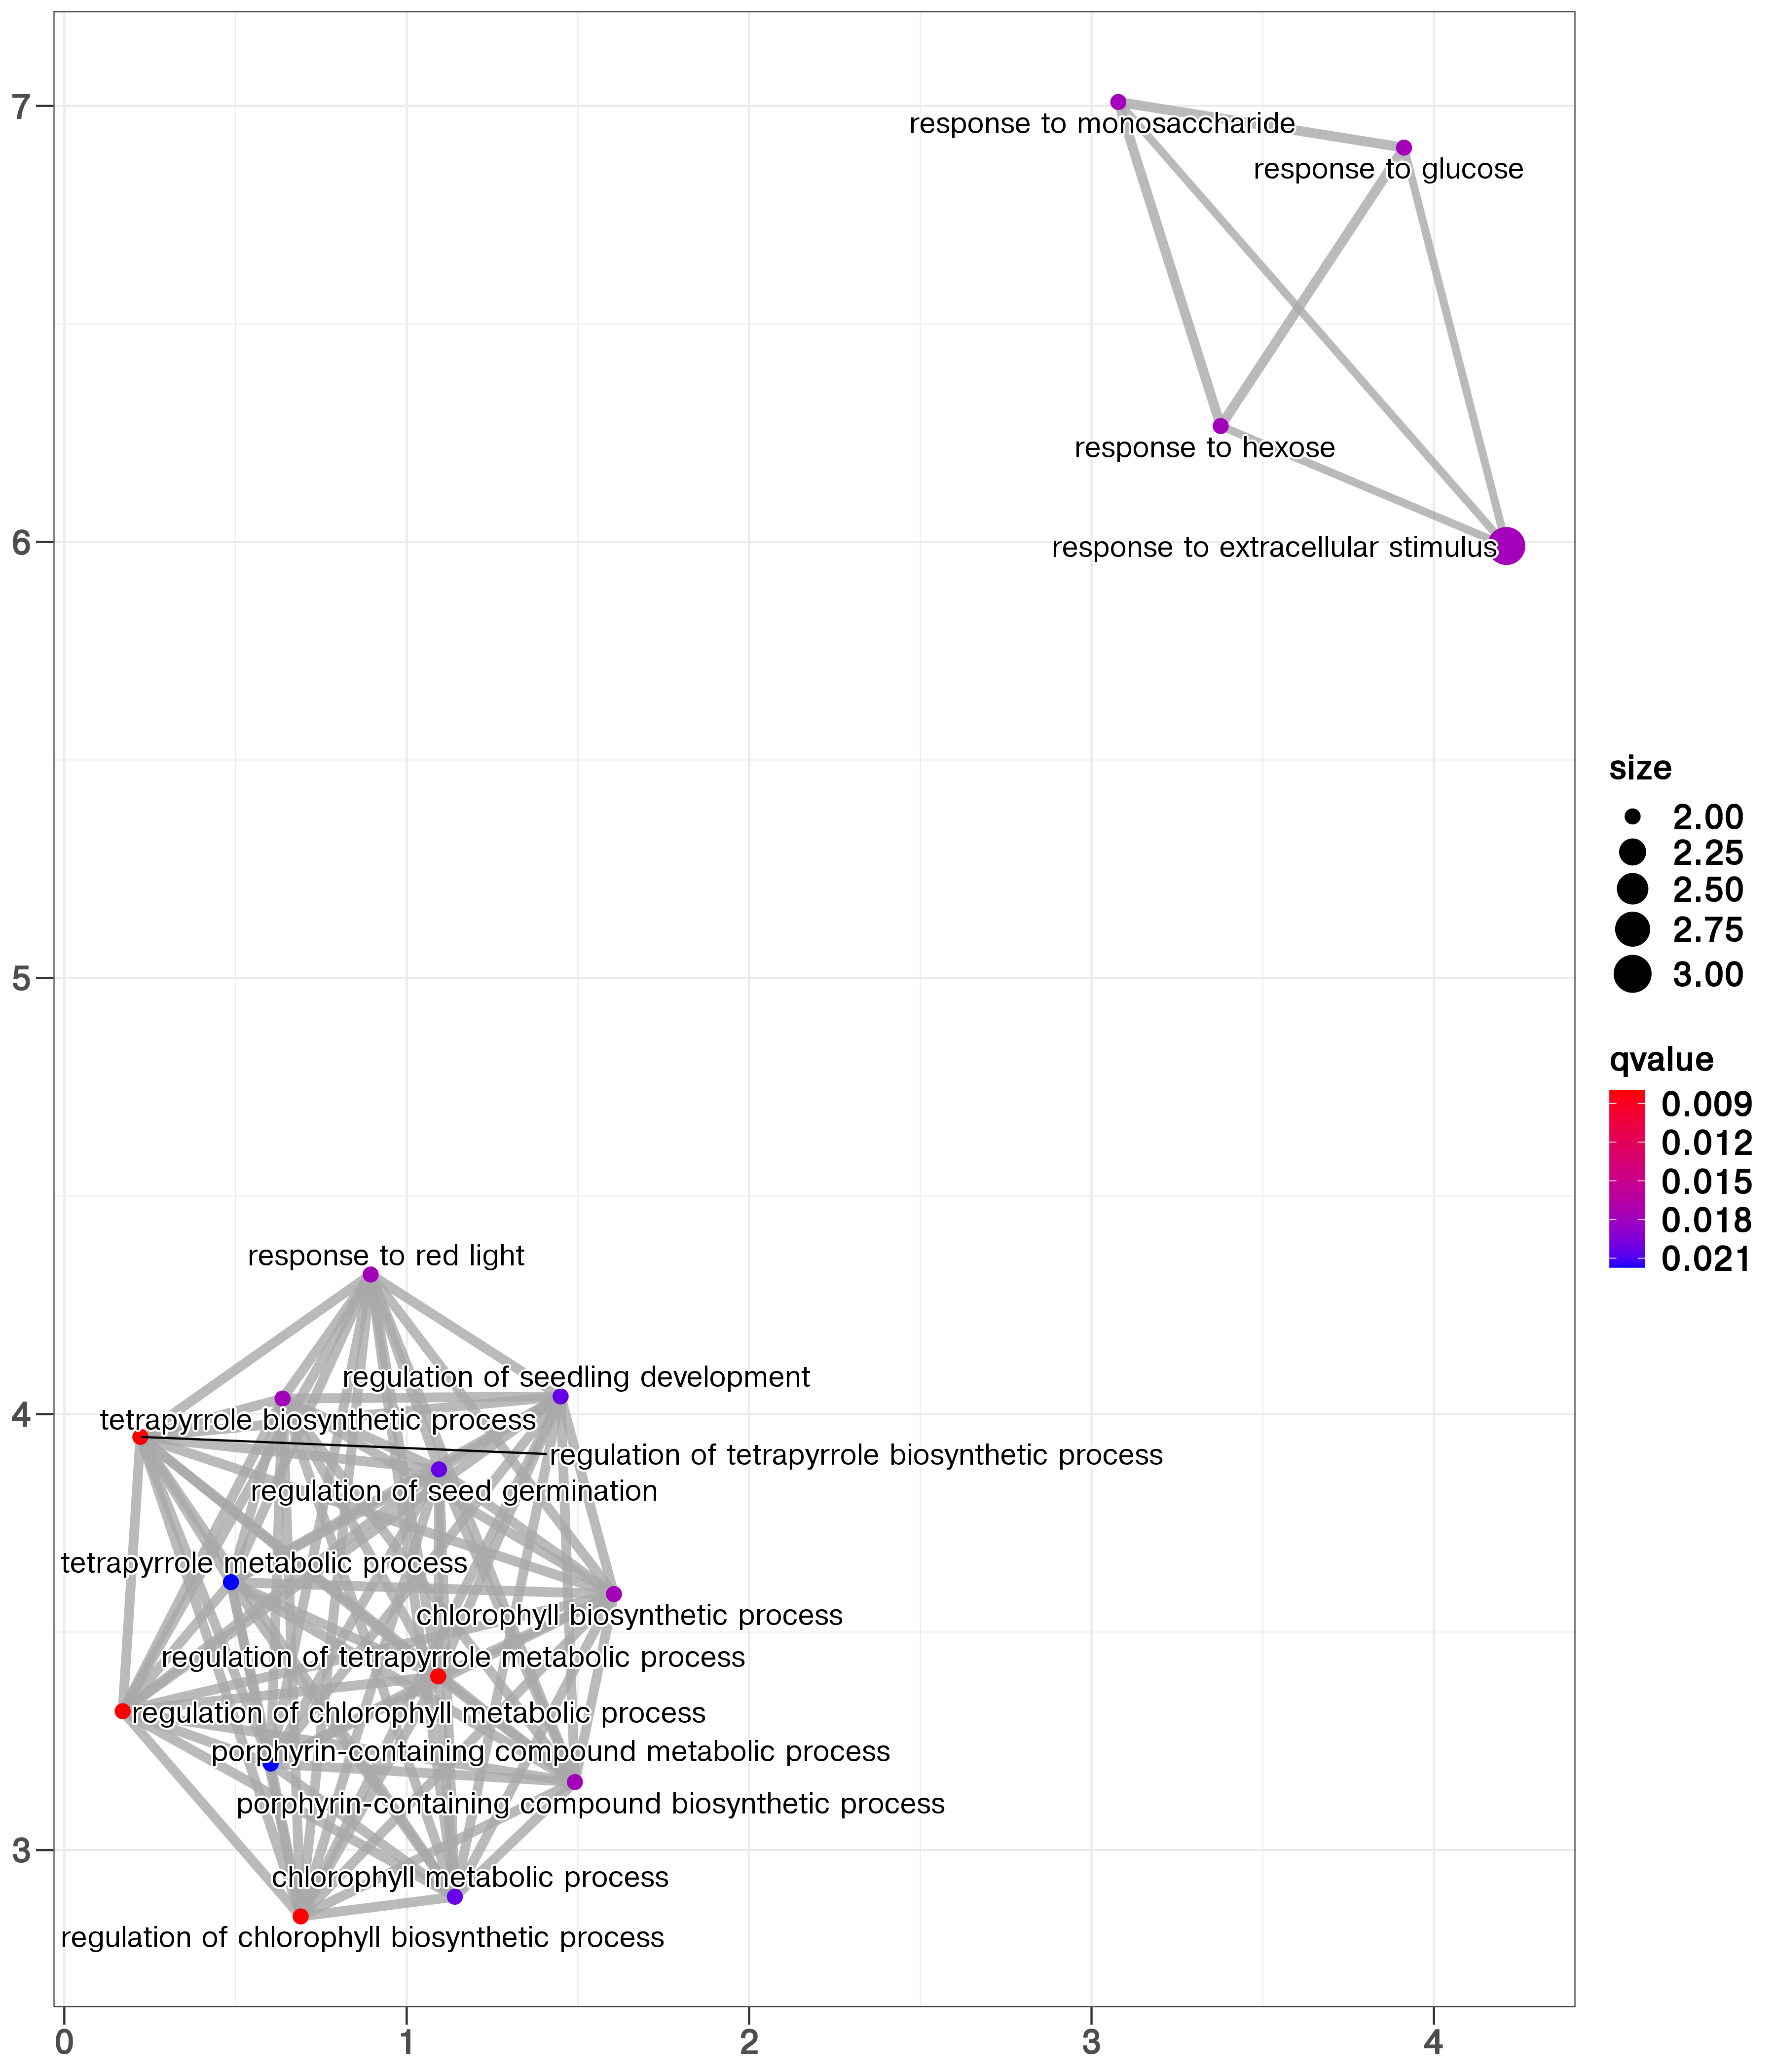 7
response to monosaccharide
response to glucose
response to hexose
6
response to extracellular stimulus
5
size
2.00
2.25
2.50
2.75
3.00
qvalue
0.009
0.012
0.015
0.018
0.021
response to red light
regulation of seedling development
4
tetrapyrrole biosynthetic process
regulation of tetrapyrrole biosynthetic process
regulation of seed germination
tetrapyrrole metabolic process
chlorophyll biosynthetic process
regulation of tetrapyrrole metabolic process
regulation of chlorophyll metabolic process
porphyrin-containing compound metabolic process
porphyrin-containing compound biosynthetic process
3
chlorophyll metabolic process
regulation of chlorophyll biosynthetic process
0 1 2 3 4